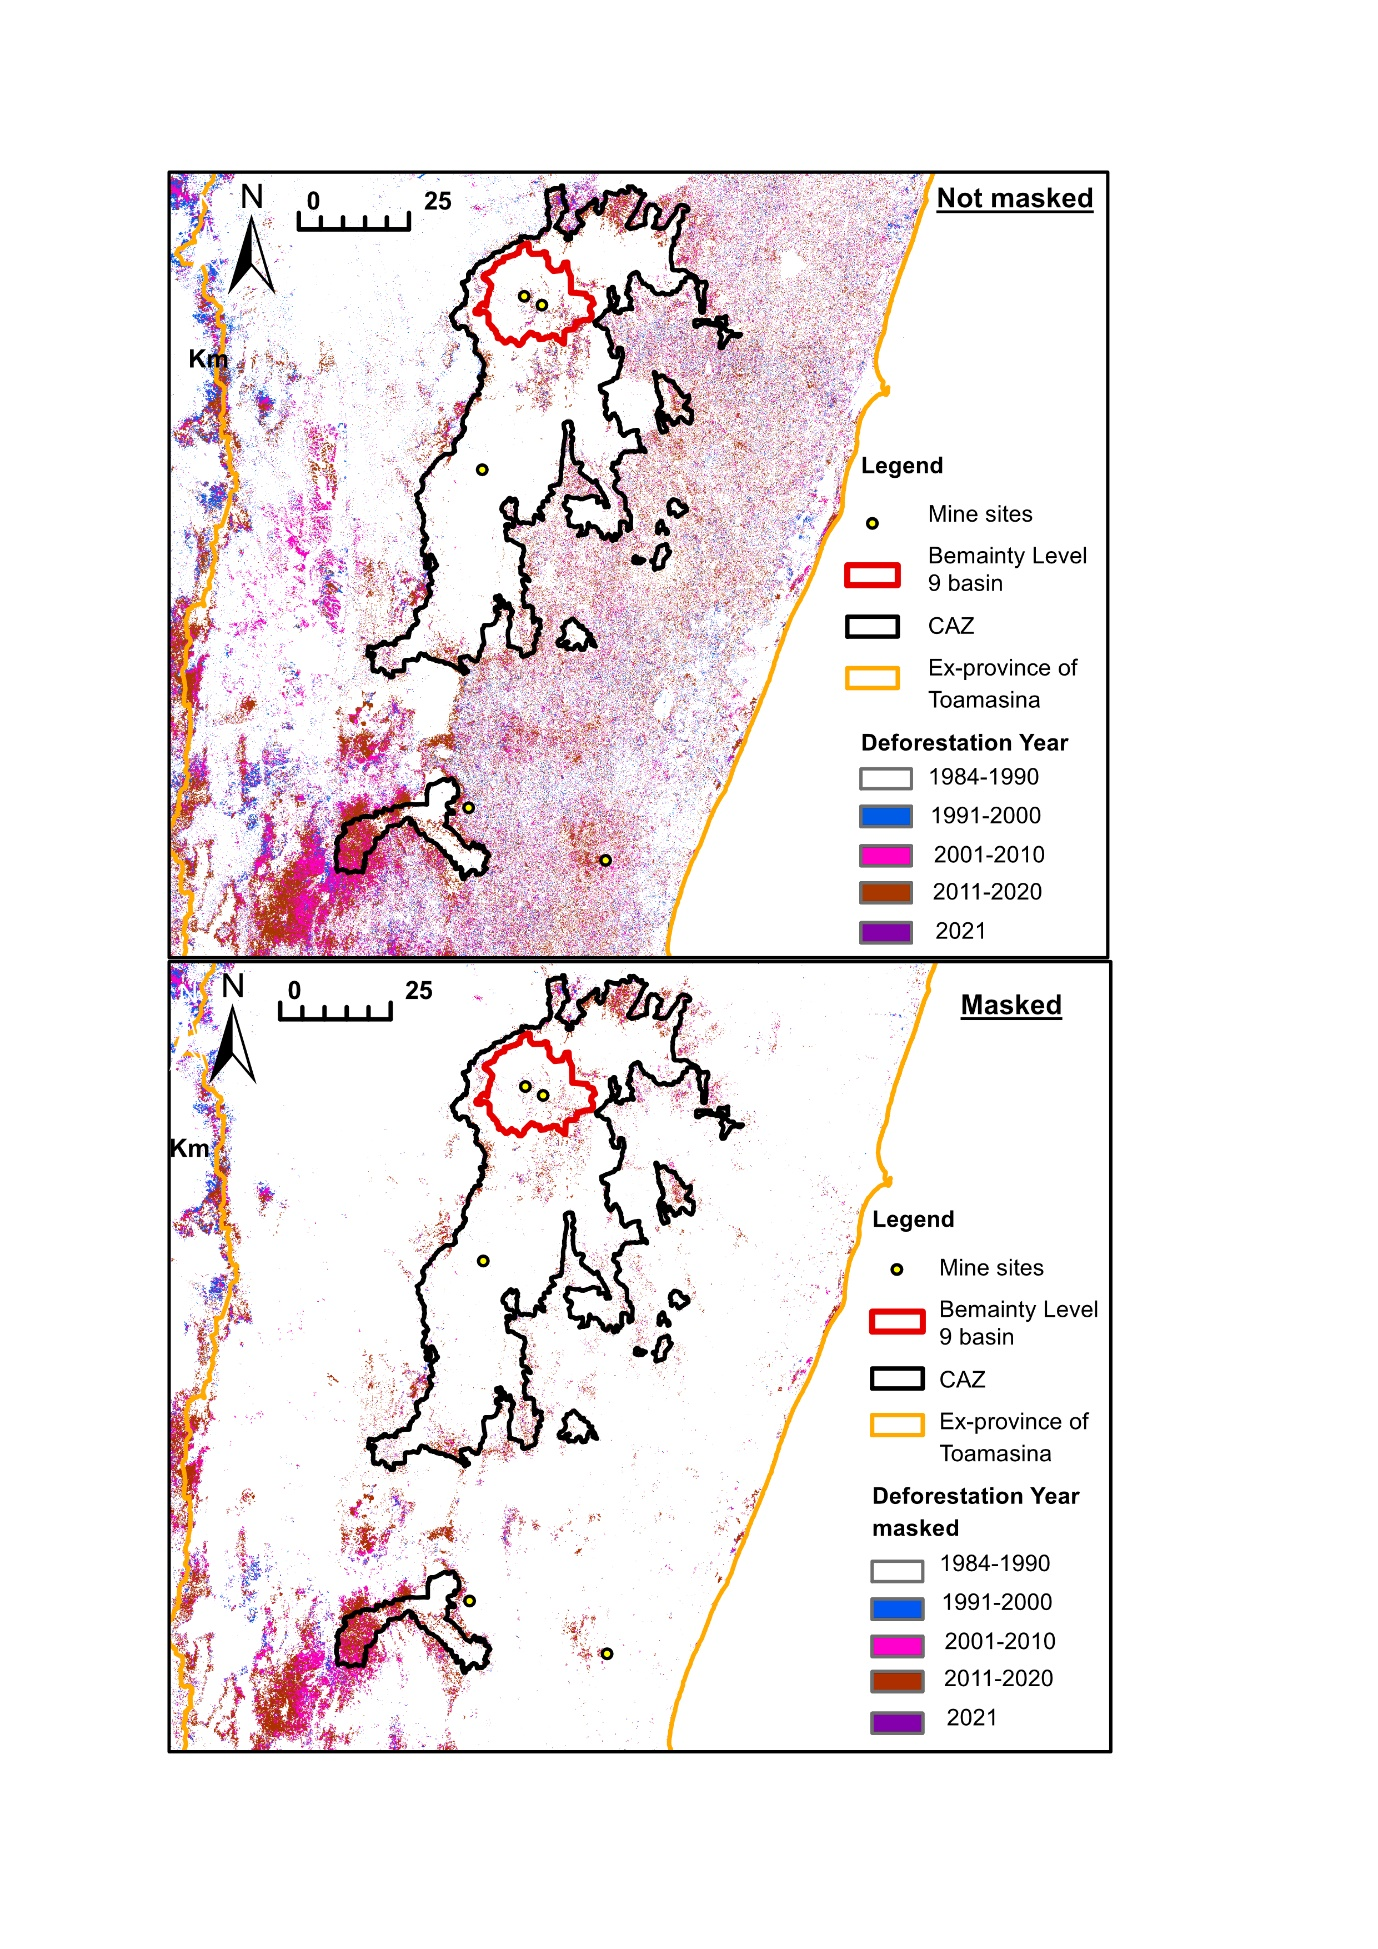 Not masked
N
0 25
Km
Legend
Mine sites
Bemainty Level
9 basin
CAZ
Ex-province of
Toamasina
Deforestation Year
1984-1990
1991-2000
2001-2010
2011-2020
2021
Masked
N
0 25
Km
Legend
Mine sites
Bemainty Level
9 basin
CAZ
Ex-province of
Toamasina
Deforestation Year
masked
1984-1990
1991-2000
2001-2010
2011-2020
2021